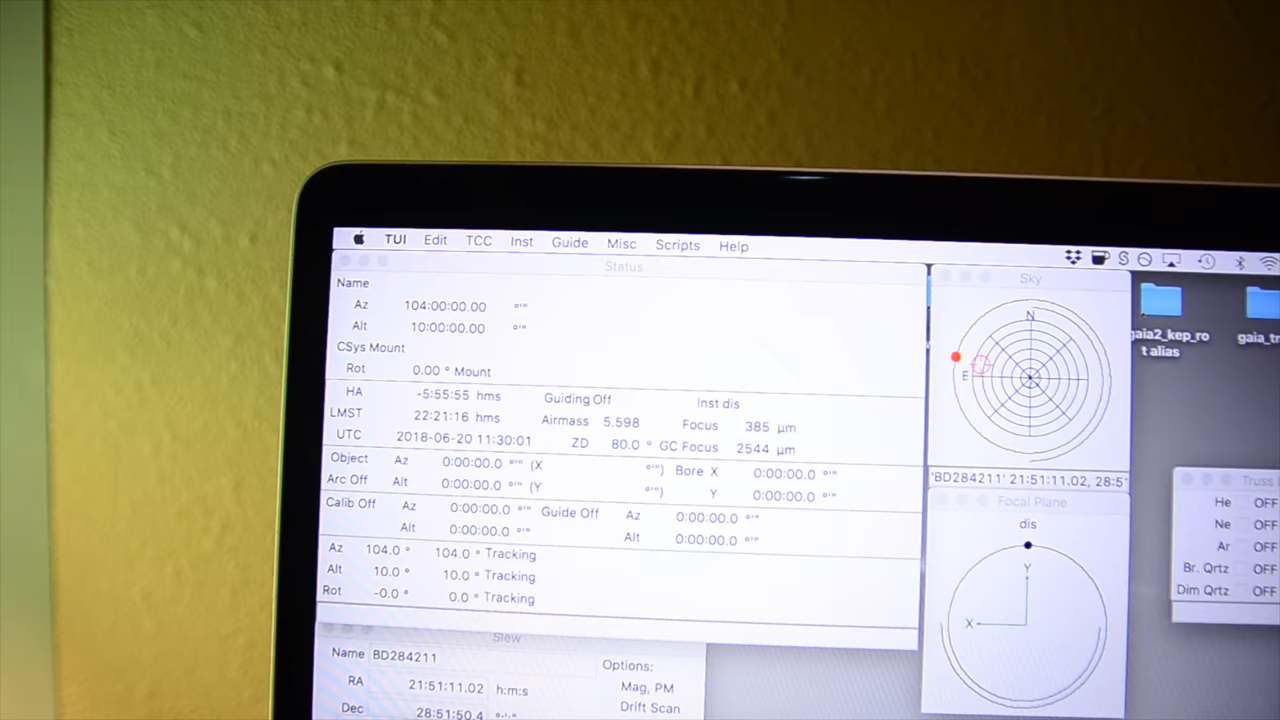 TUI Edit TCC Inst Guide Misc Scripts Help
Status
Name
Az 104:00:00.00 °'"
Alt 10:00:00.00 °'"
CSys Mount
Rot 0.00 ° Mount
HA -5:55:55 hms Guiding Off Inst dis
LMST 22:21:16 hms Airmass 5.598 Focus 385 µm
UTC 2018-06-20 11:30:01 ZD 80.0 ° GC Focus 2544 µm
Object Az 0:00:00.0 °'" (X °'") Bore X 0:00:00.0 °'"
Arc Off Alt 0:00:00.0 °'" (Y °'") Y 0:00:00.0 °'"
Calib Off Az 0:00:00.0 °'" Guide Off Az 0:00:00.0 °'"
Alt 0:00:00.0 °'" Alt 0:00:00.0 °'"
Az 104.0 ° 104.0 ° Tracking
Alt 10.0 ° 10.0 ° Tracking
Rot -0.0 ° 0.0 ° Tracking
Slew
Name BD284211
RA 21:51:11.02 h:m:s
Dec 28:51:50.4
Options:
Mag, PM
Drift Scan
Sky
N
E
'BD284211' 21:51:11.02, 28:5
Focal Plane
dis
Y
X
gaia2_kep_ro
t alias
gaia_tr
Truss
He OFF
Ne OFF
Ar OFF
Br. Qrtz OFF
Dim Qrtz OFF